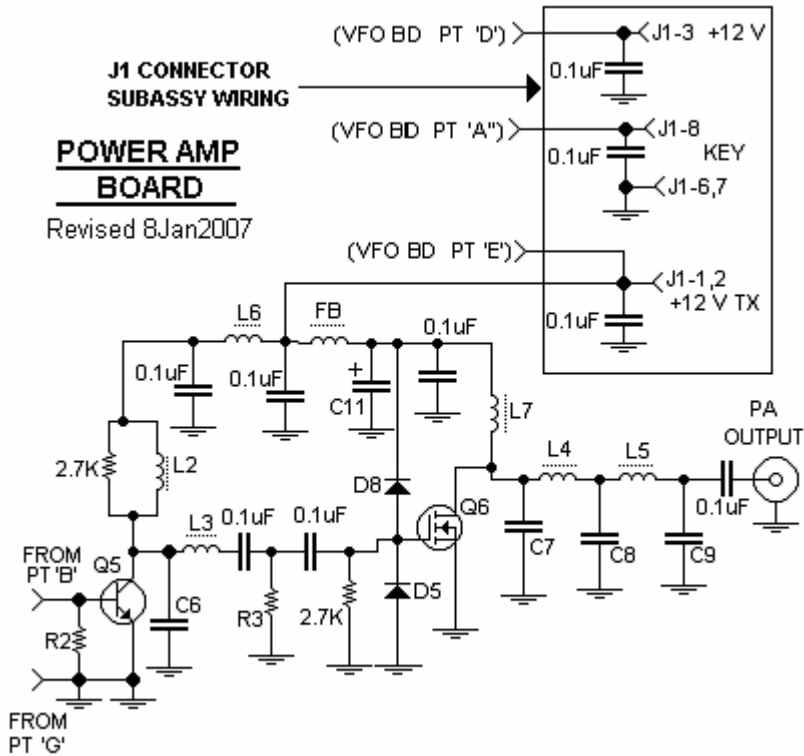 (VFO BD PT 'D')
J1-3 +12 V
0.1uF
J1 CONNECTOR
SUBASSY WIRING
(VFO BD PT 'A")
J1-8
0.1uF
KEY
J1-6,7
POWER AMP
BOARD
Revised 8Jan2007
(VFO BD PT 'E')
J1-1,2
+12 V TX
0.1uF
L6
FB
0.1uF
0.1uF
0.1uF
+
C11
L7
PA
OUTPUT
2.7K
L2
D8
Q6
L4
L5
0.1uF
L3
0.1uF
0.1uF
C7
C8
C9
FROM
PT 'B'
Q5
C6
R3
2.7K
D5
R2
FROM
PT 'G'